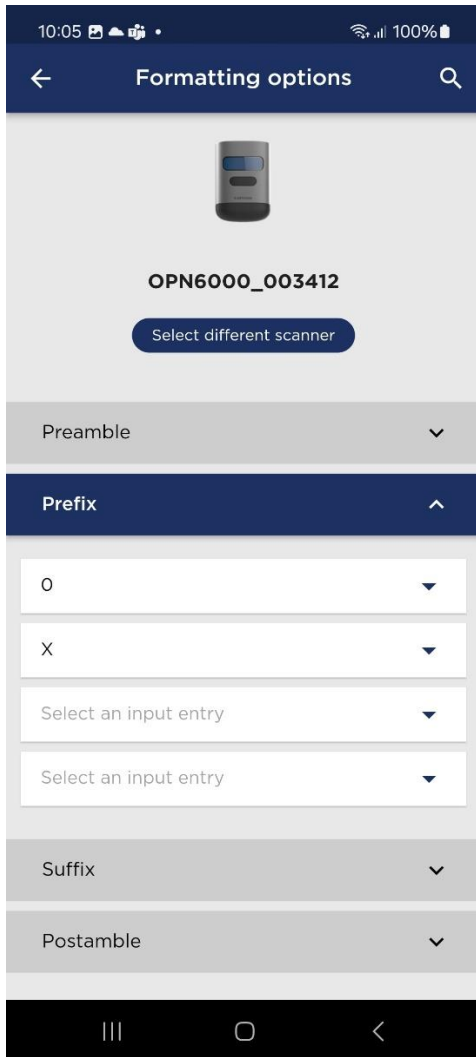 10:05
100%
Formatting options
OPN6000_003412
Select different scanner
Preamble
Prefix
0
X
Select an input entry
Select an input entry
Suffix
Postamble